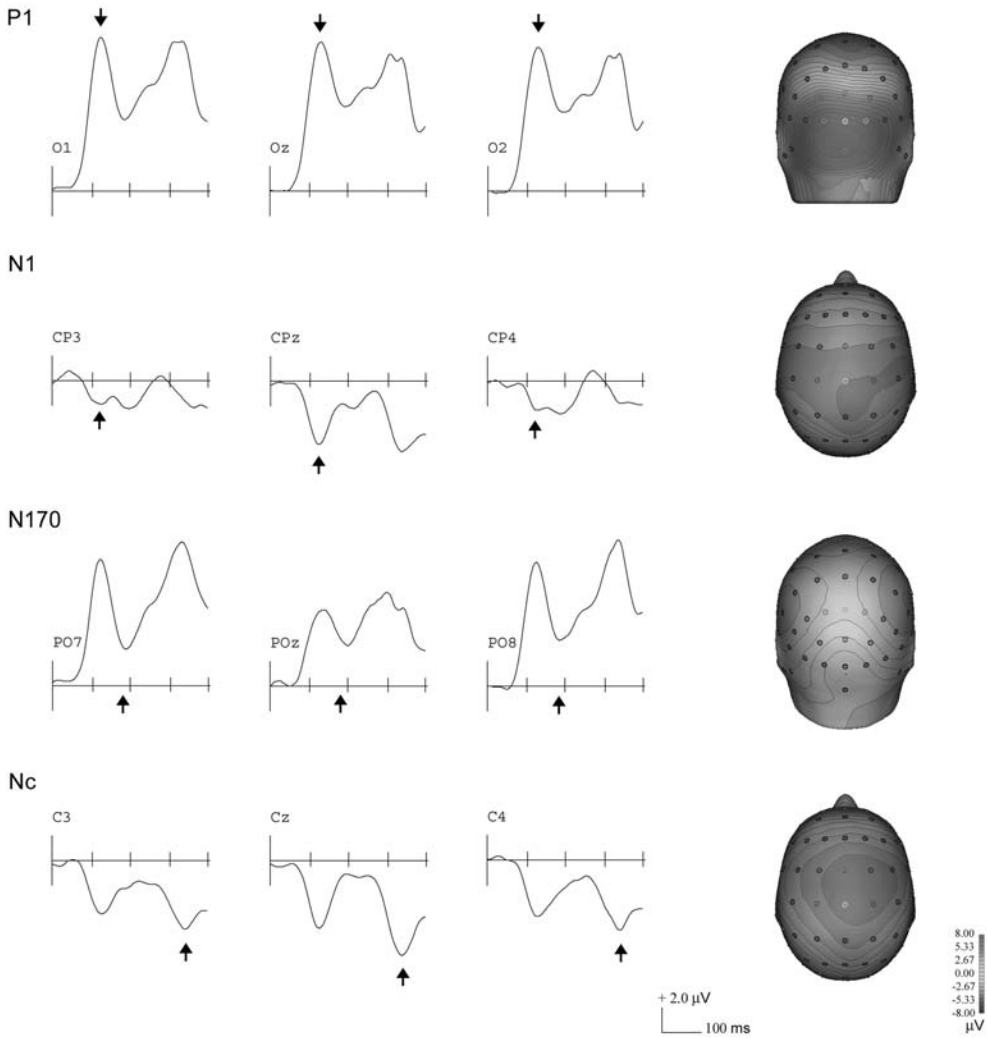 P1
O1
Oz
O2
N1
CP3
CPz
CP4
N170
PO7
POz
PO8
Nc
C3
Cz
C4
+ 2.0 µV
100 ms
8.00
5.33
2.67
0.00
-2.67
-5.33
-8.00
µV